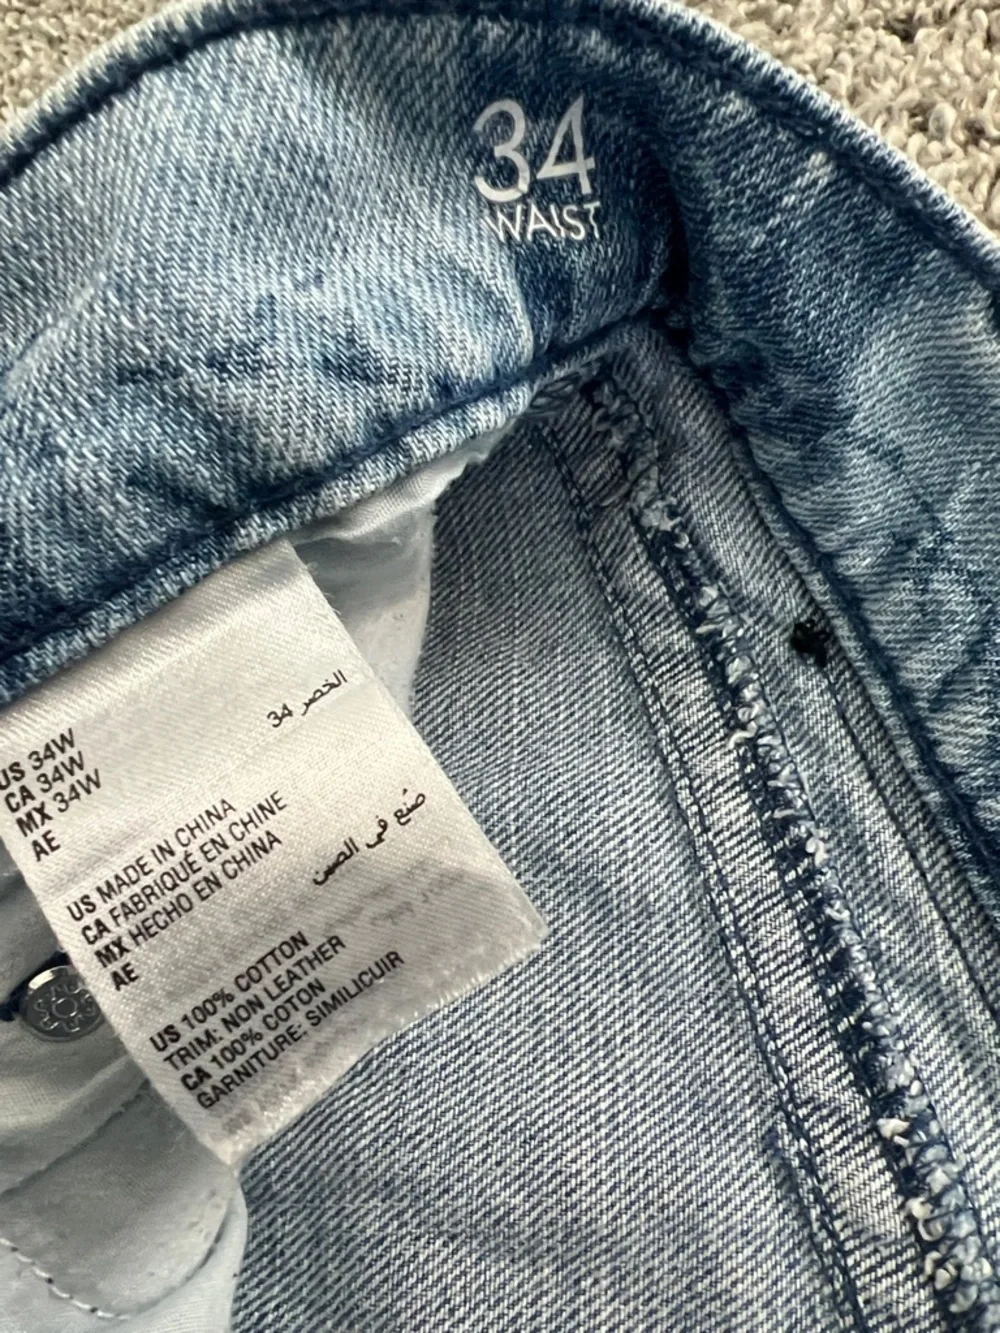 34
WAIST
US 34W
CA 34W
MX 34W
AE
الخصر 34
US MADE IN CHINA
CA FABRIQUÉ EN CHINE
MX HECHO EN CHINA
AE
صُنع في الصين
US 100% COTTON
TRIM: NON LEATHER
CA 100% COTON
GARNITURE: SIMILICUIR